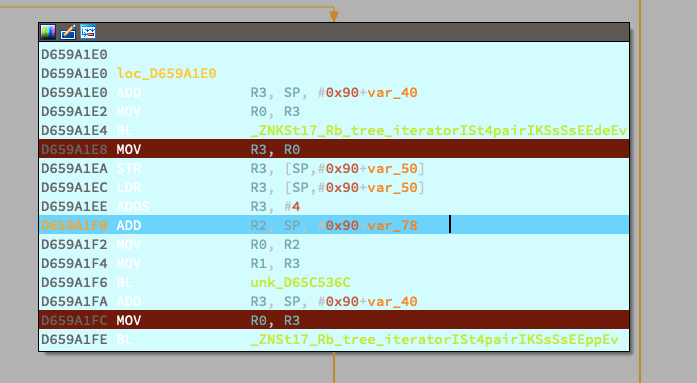 D659A1E0
D659A1E0 loc_D659A1E0
D659A1E0 ADD R3, SP, #0x90+var_40
D659A1E2 MOV R0, R3
D659A1E4 BL _ZNKSt17_Rb_tree_iteratorISt4pairIKSsSsEEdeEv
D659A1E8 MOV R3, R0
D659A1EA STR R3, [SP,#0x90+var_50]
D659A1EC LDR R3, [SP,#0x90+var_50]
D659A1EE ADDS R3, #4
D659A1F0 ADD R2, SP, #0x90+var_78
D659A1F2 MOV R0, R2
D659A1F4 MOV R1, R3
D659A1F6 BL unk_D65C536C
D659A1FA ADD R3, SP, #0x90+var_40
D659A1FC MOV R0, R3
D659A1FE BL _ZNSt17_Rb_tree_iteratorISt4pairIKSsSsEEppEv